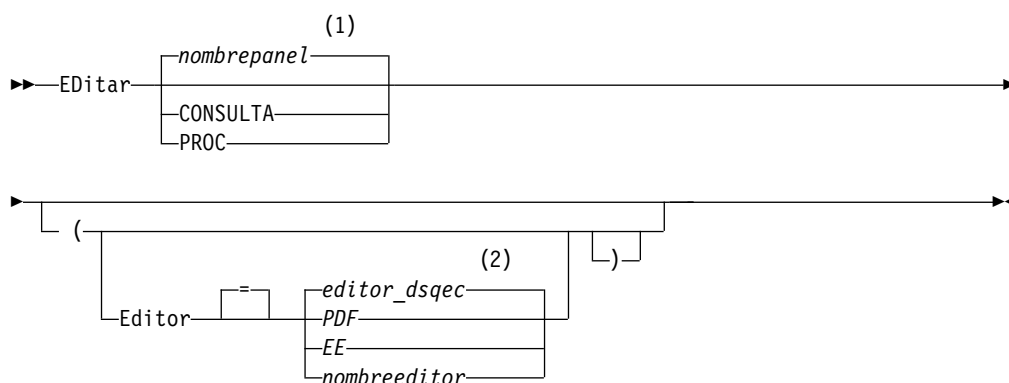 (1)
nombrepanel
EDitar
CONSULTA
PROC
(
)
(2)
=
editor_dsqec
Editor
PDF
EE
nombreeditor